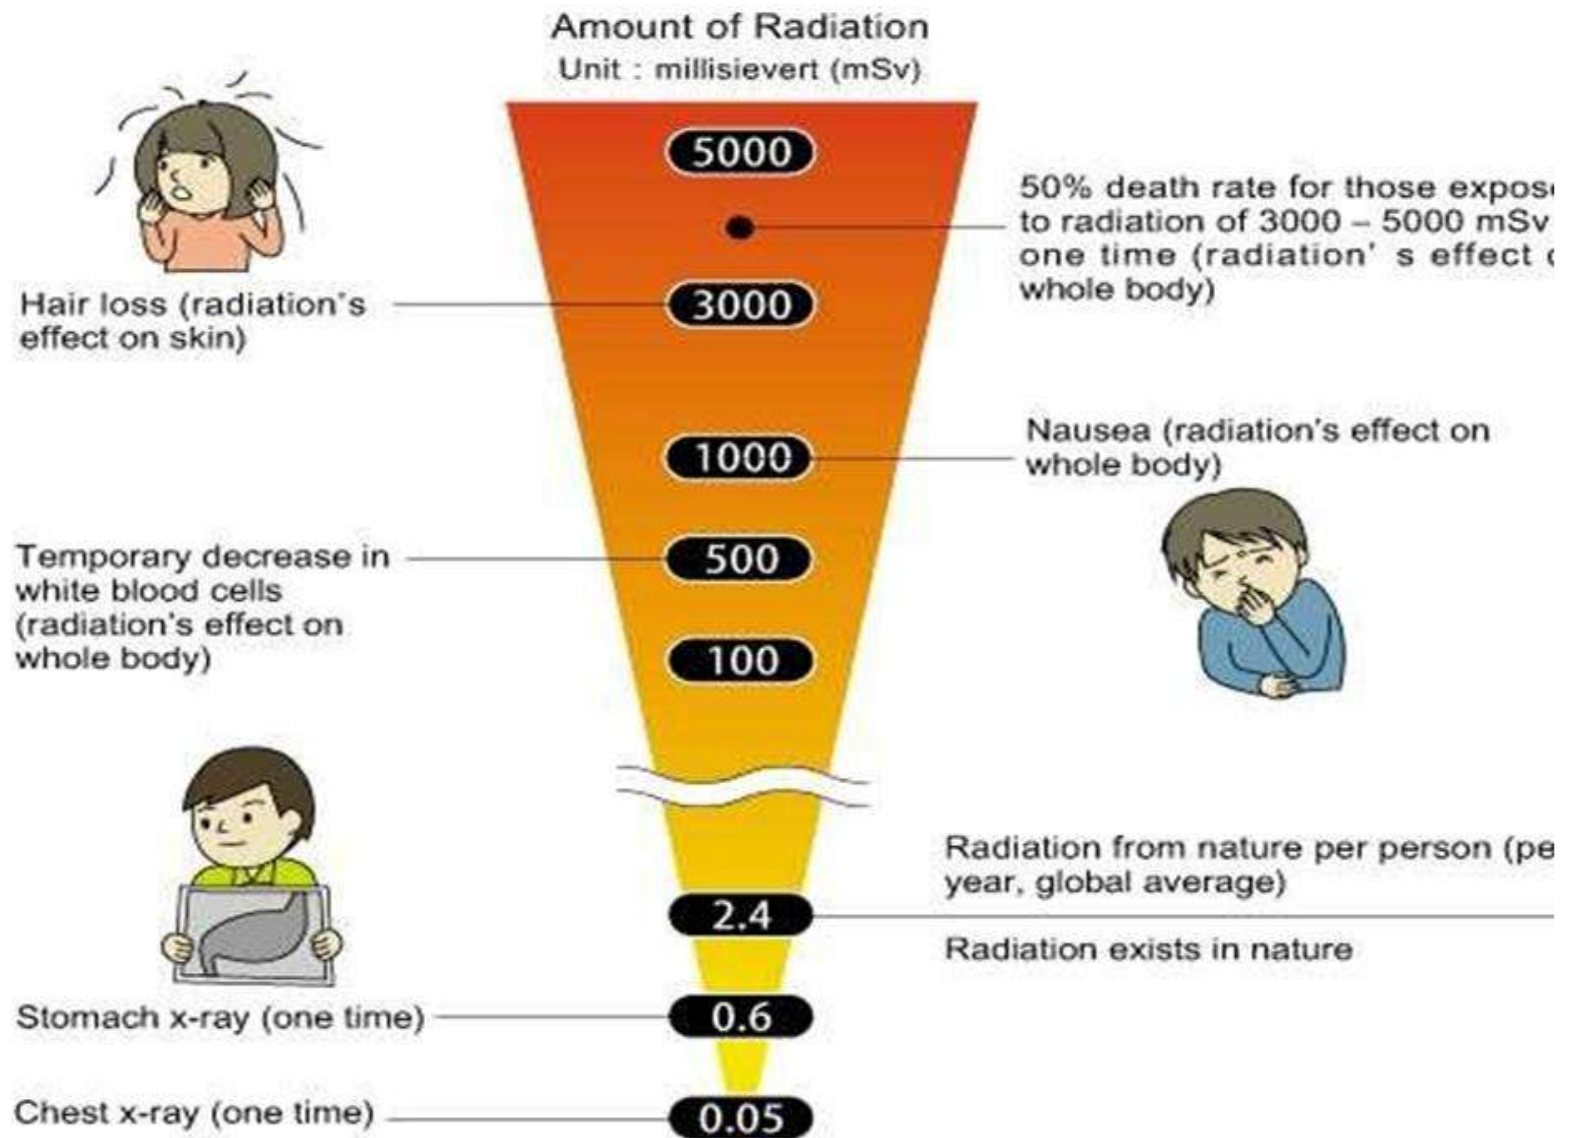 Amount of Radiation
Unit : millisievert (mSv)
5000
50% death rate for those
to radiation of 3000 – 5000 mSv
one time (radiation' s effect
whole body)
Hair loss (radiation's
effect on skin)
3000
1000
Nausea (radiation's effect on
whole body)
Temporary decrease in
white blood cells
(radiation's effect on
whole body)
500
100
Radiation from nature per person
year, global average)
2.4
Radiation exists in nature
Stomach x-ray (one time)
0.6
Chest x-ray (one time)
0.05